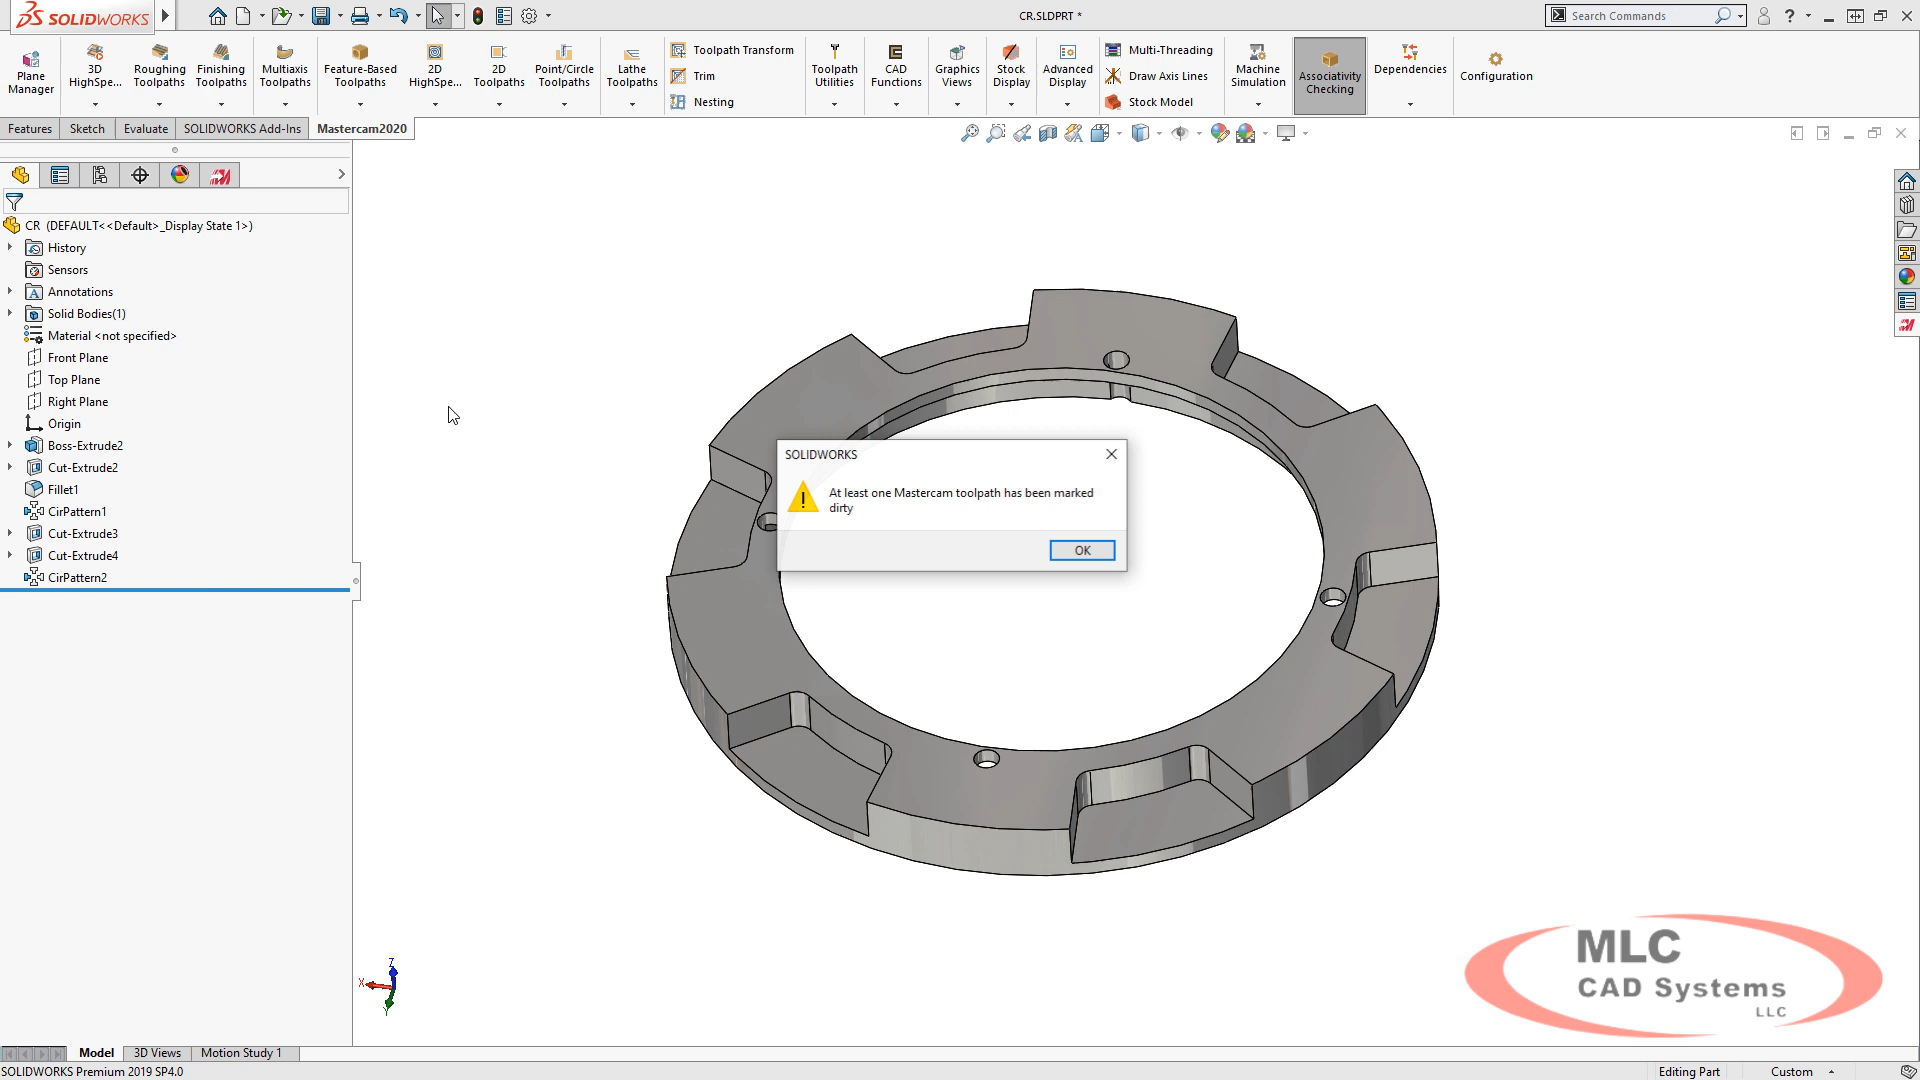 SOLIDWORKS
CR.SLDPRT *
Search Commands
?
Plane
Manager
3D
HighSpe...
Roughing
Toolpaths
Finishing
Toolpaths
Multiaxis
Toolpaths
Feature-Based
Toolpaths
2D
HighSpe...
2D
Toolpaths
Point/Circle
Toolpaths
Lathe
Toolpaths
Toolpath Transform
Trim
Nesting
Toolpath
Utilities
CAD
Functions
Graphics
Views
Stock
Display
Advanced
Display
Multi-Threading
Draw Axis Lines
Stock Model
Machine
Simulation
Associativity
Checking
Dependencies
Configuration
Features
Sketch
Evaluate
SOLIDWORKS Add-Ins
Mastercam2020
CR (DEFAULT<<Default>_Display State 1>)
History
Sensors
Annotations
Solid Bodies(1)
Material <not specified>
Front Plane
Top Plane
Right Plane
Origin
Boss-Extrude2
Cut-Extrude2
Fillet1
CirPattern1
Cut-Extrude3
Cut-Extrude4
CirPattern2
SOLIDWORKS
At least one Mastercam toolpath has been marked
dirty
OK
Z
X
Y
MLC
CAD Systems
LLC
Model
3D Views
Motion Study 1
SOLIDWORKS Premium 2019 SP4.0
Editing Part
Custom